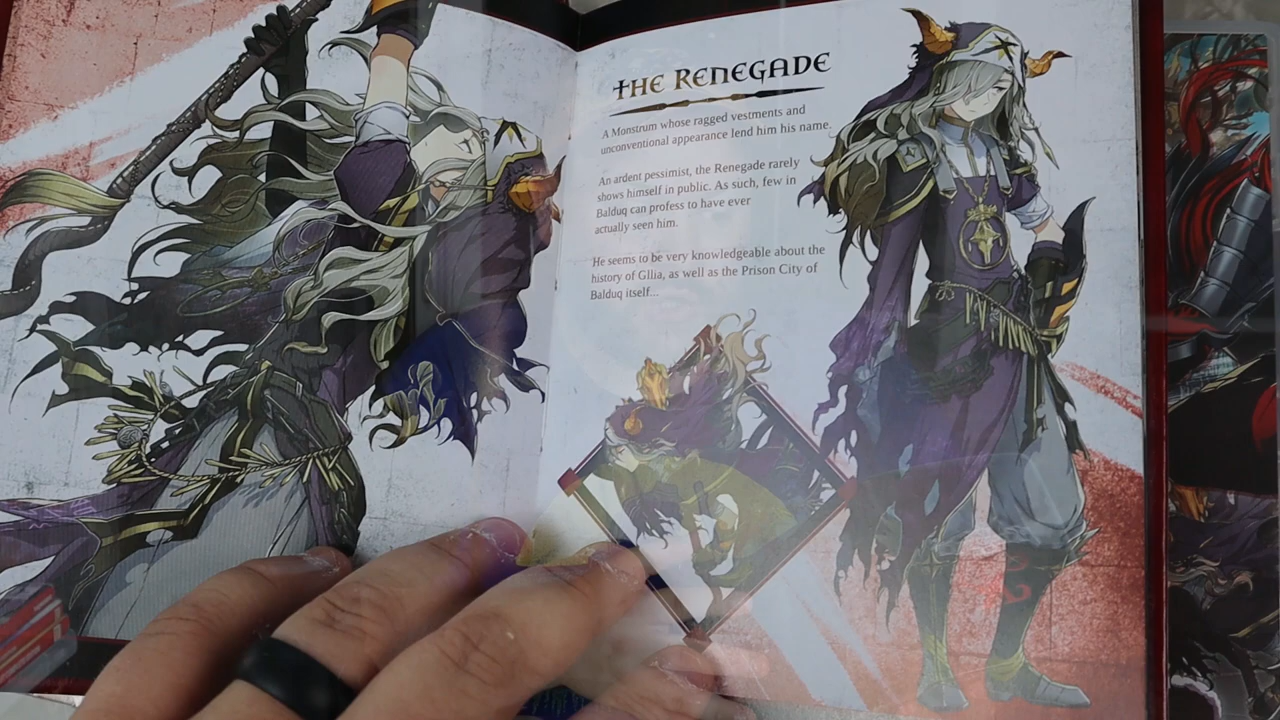 THE RENEGADE
A Monstrum whose ragged vestments and
unconventional appearance lend him his name.
An ardent pessimist, the Renegade rarely
shows himself in public. As such, few in
Balduq can profess to have ever
actually seen him.
He seems to be very knowledgeable about the
history of Gllia, as well as the Prison City of
Balduq itself...